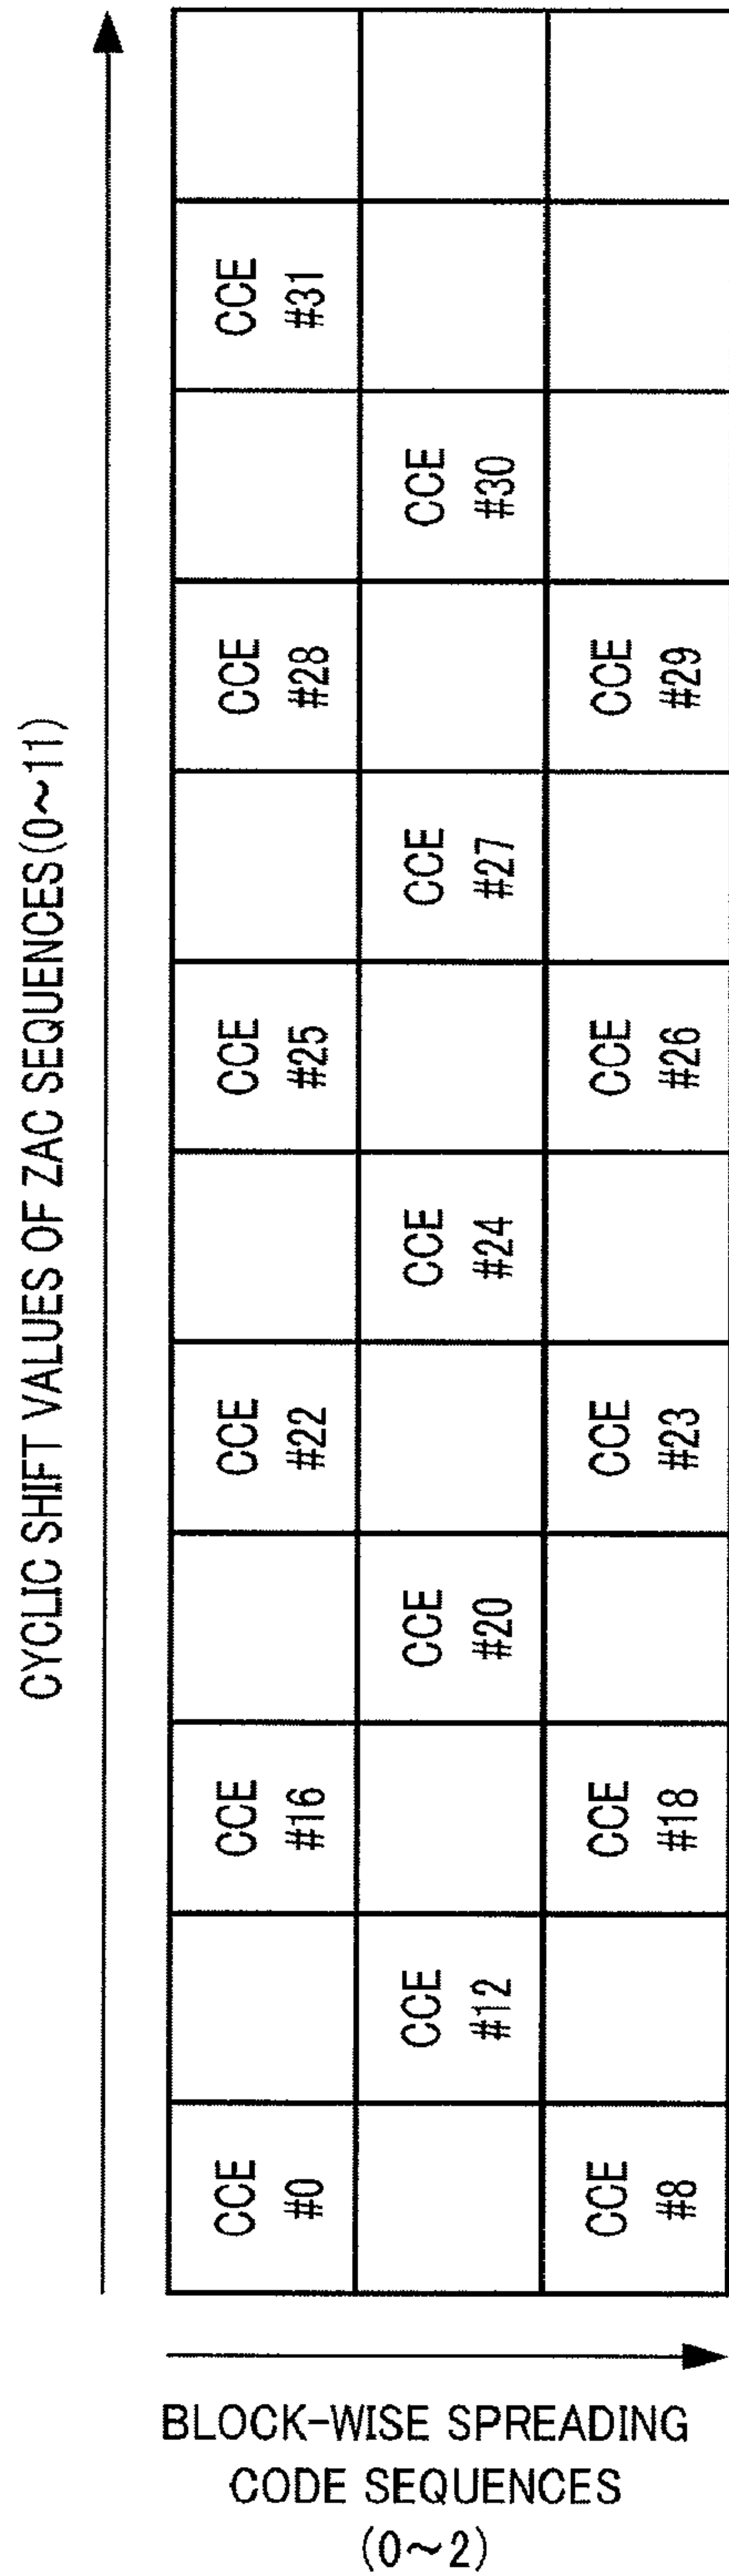 CYCLIC SHIFT VALUES OF ZAC SEQUENCES(0~11)
CCE
#31
CCE
#30
CCE
#28
CCE
#29
CCE
#27
CCE
#25
CCE
#26
CCE
#24
CCE
#22
CCE
#23
CCE
#20
CCE
#16
CCE
#18
CCE
#12
CCE
#0
CCE
#8
BLOCK-WISE SPREADING
CODE SEQUENCES
(0~2)